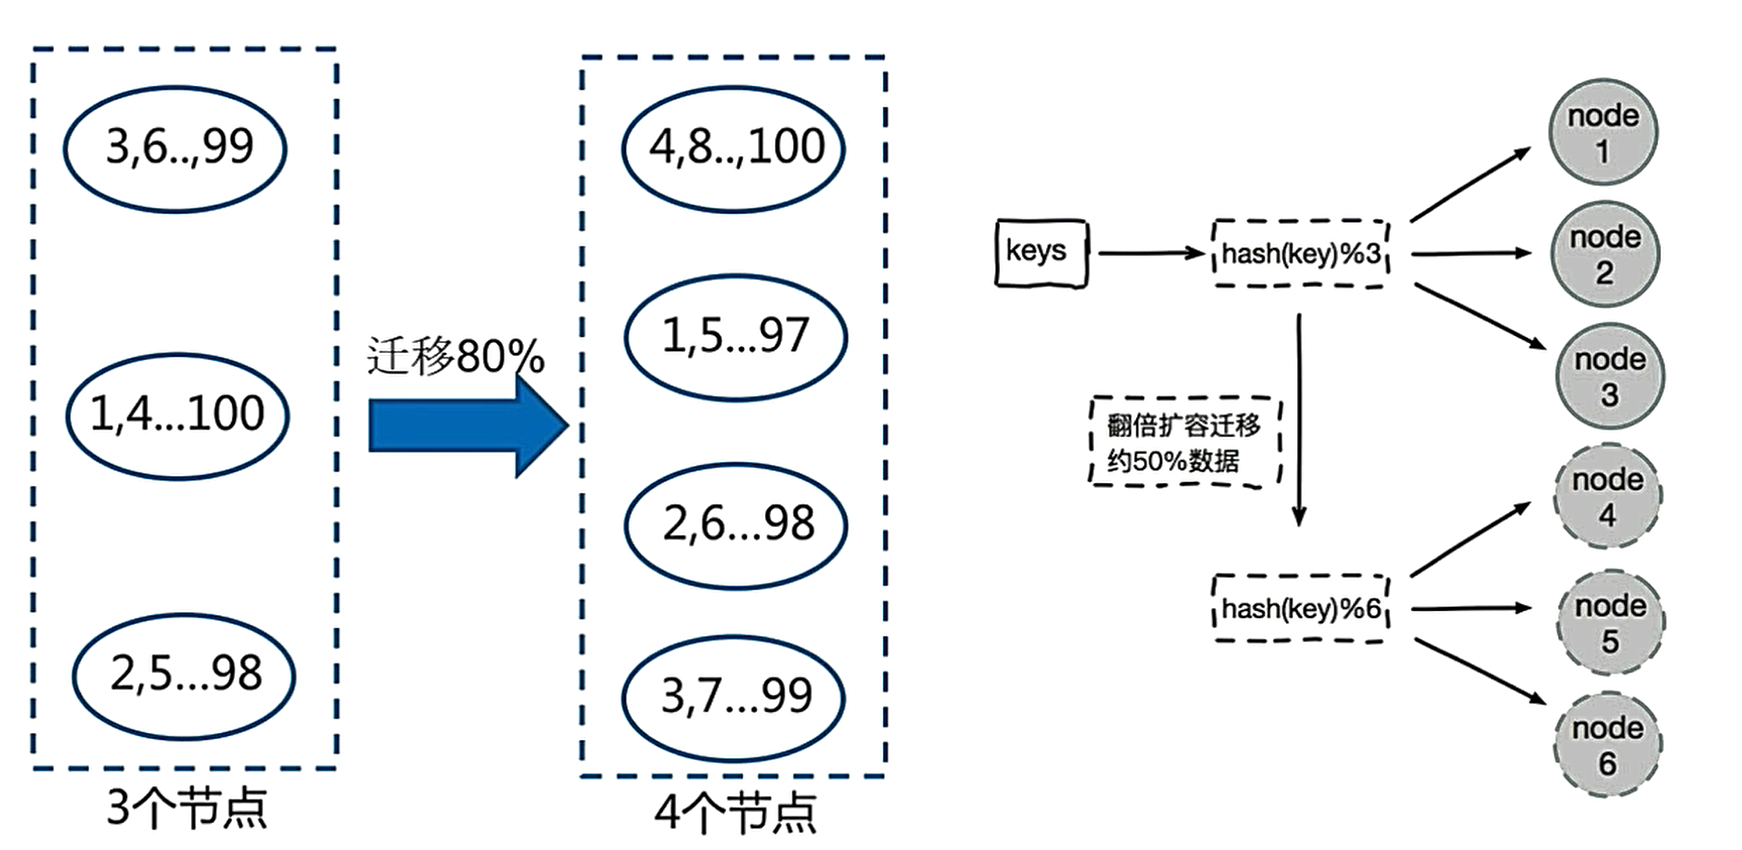 3,6..,99
1,4...100
2,5...98
3个节点
迁移80%
4,8..,100
1,5...97
2,6...98
3,7...99
4个节点
keys
hash(key)%3
翻倍扩容迁移
约50%数据
hash(key)%6
node
1
node
2
node
3
node
4
node
5
node
6